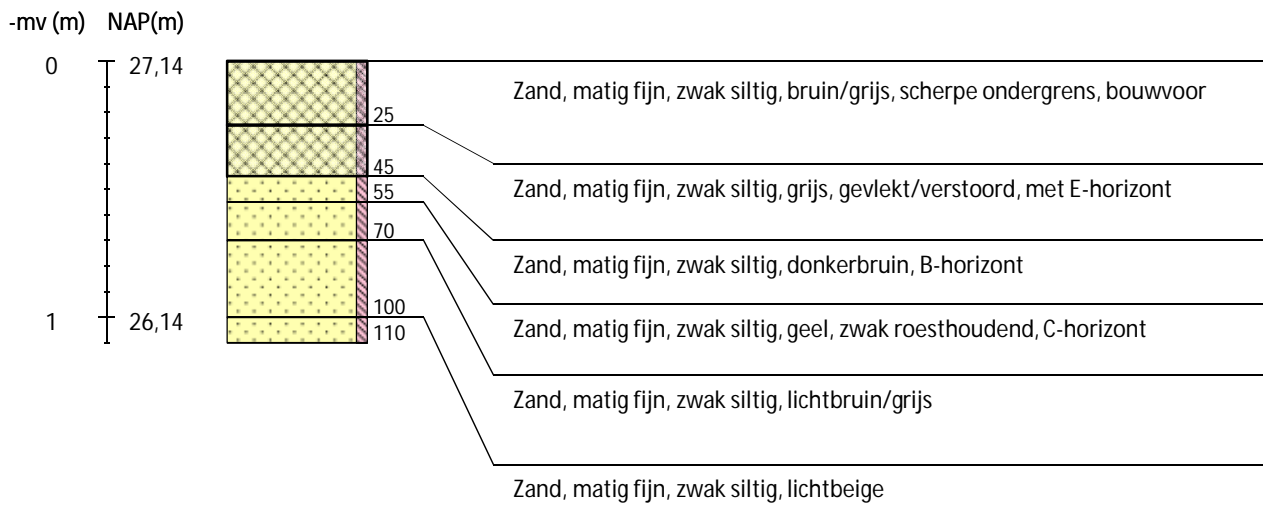 -mv (m) NAP(m)
0 27,14
Zand, matig fijn, zwak siltig, bruin/grijs, scherpe ondergrens, bouwvoor
25
45
Zand, matig fijn, zwak siltig, grijs, gevlekt/verstoord, met E-horizont
55
70
Zand, matig fijn, zwak siltig, donkerbruin, B-horizont
100
1 26,14
110
Zand, matig fijn, zwak siltig, geel, zwak roesthoudend, C-horizont
Zand, matig fijn, zwak siltig, lichtbruin/grijs
Zand, matig fijn, zwak siltig, lichtbeige